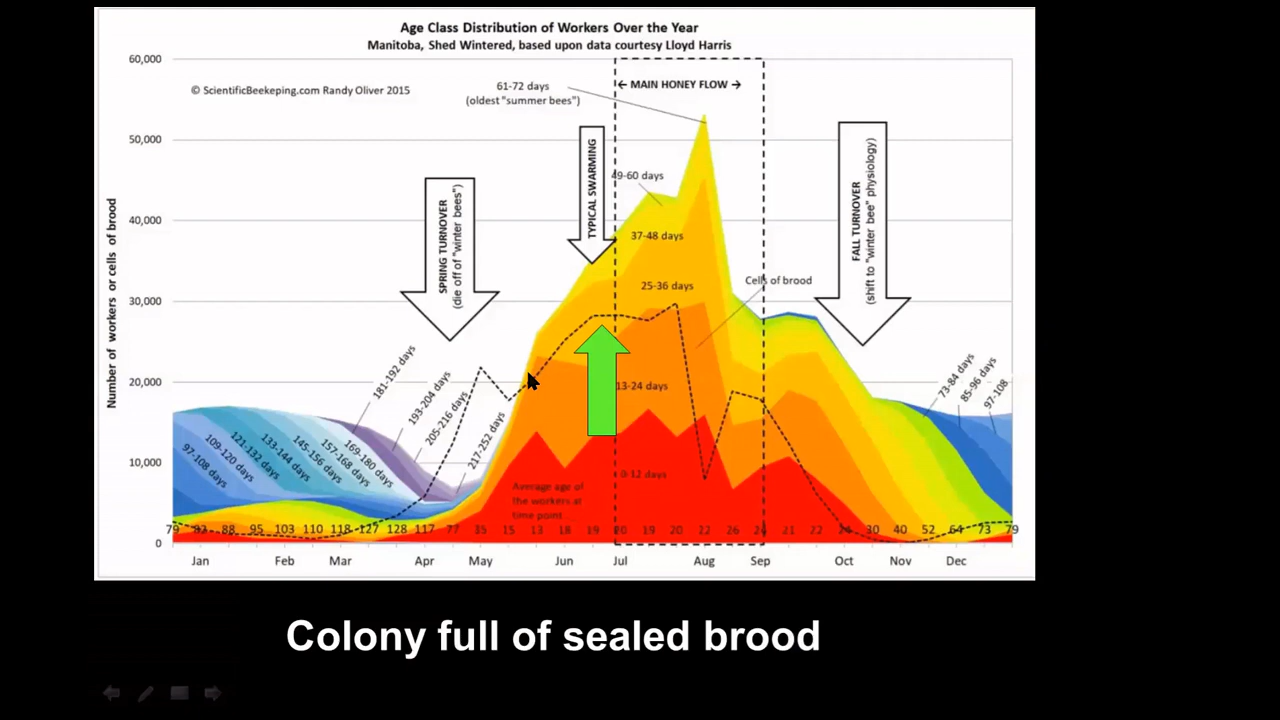 Age Class Distribution of Workers Over the Year
Manitoba, Shed Wintered, based upon data courtesy Lloyd Harris
© ScientificBeekeping.com Randy Oliver 2015
Number of workers or cells of brood
60,000
50,000
40,000
30,000
20,000
10,000
0
61-72 days
(oldest "summer bees")
← MAIN HONEY FLOW →
SPRING TURNOVER
(die off of "winter bees")
TYPICAL SWARMING
FALL TURNOVER
(shift to "winter bee" physiology)
49-60 days
37-48 days
25-36 days
Cells of brood
13-24 days
0-12 days
97-108 days
109-120 days
121-132 days
133-144 days
145-156 days
157-168 days
169-180 days
181-192 days
193-204 days
205-216 days
217-252 days
73-84 days
85-96 days
97-108
Average age of
the workers at
time point
79 82 88 95 103 110 118 127 128 117 77 35 15 13 18 19 20 19 20 22 26 24 21 22 24 30 40 52 64 73 79
Jan Feb Mar Apr May Jun Jul Aug Sep Oct Nov Dec
Colony full of sealed brood